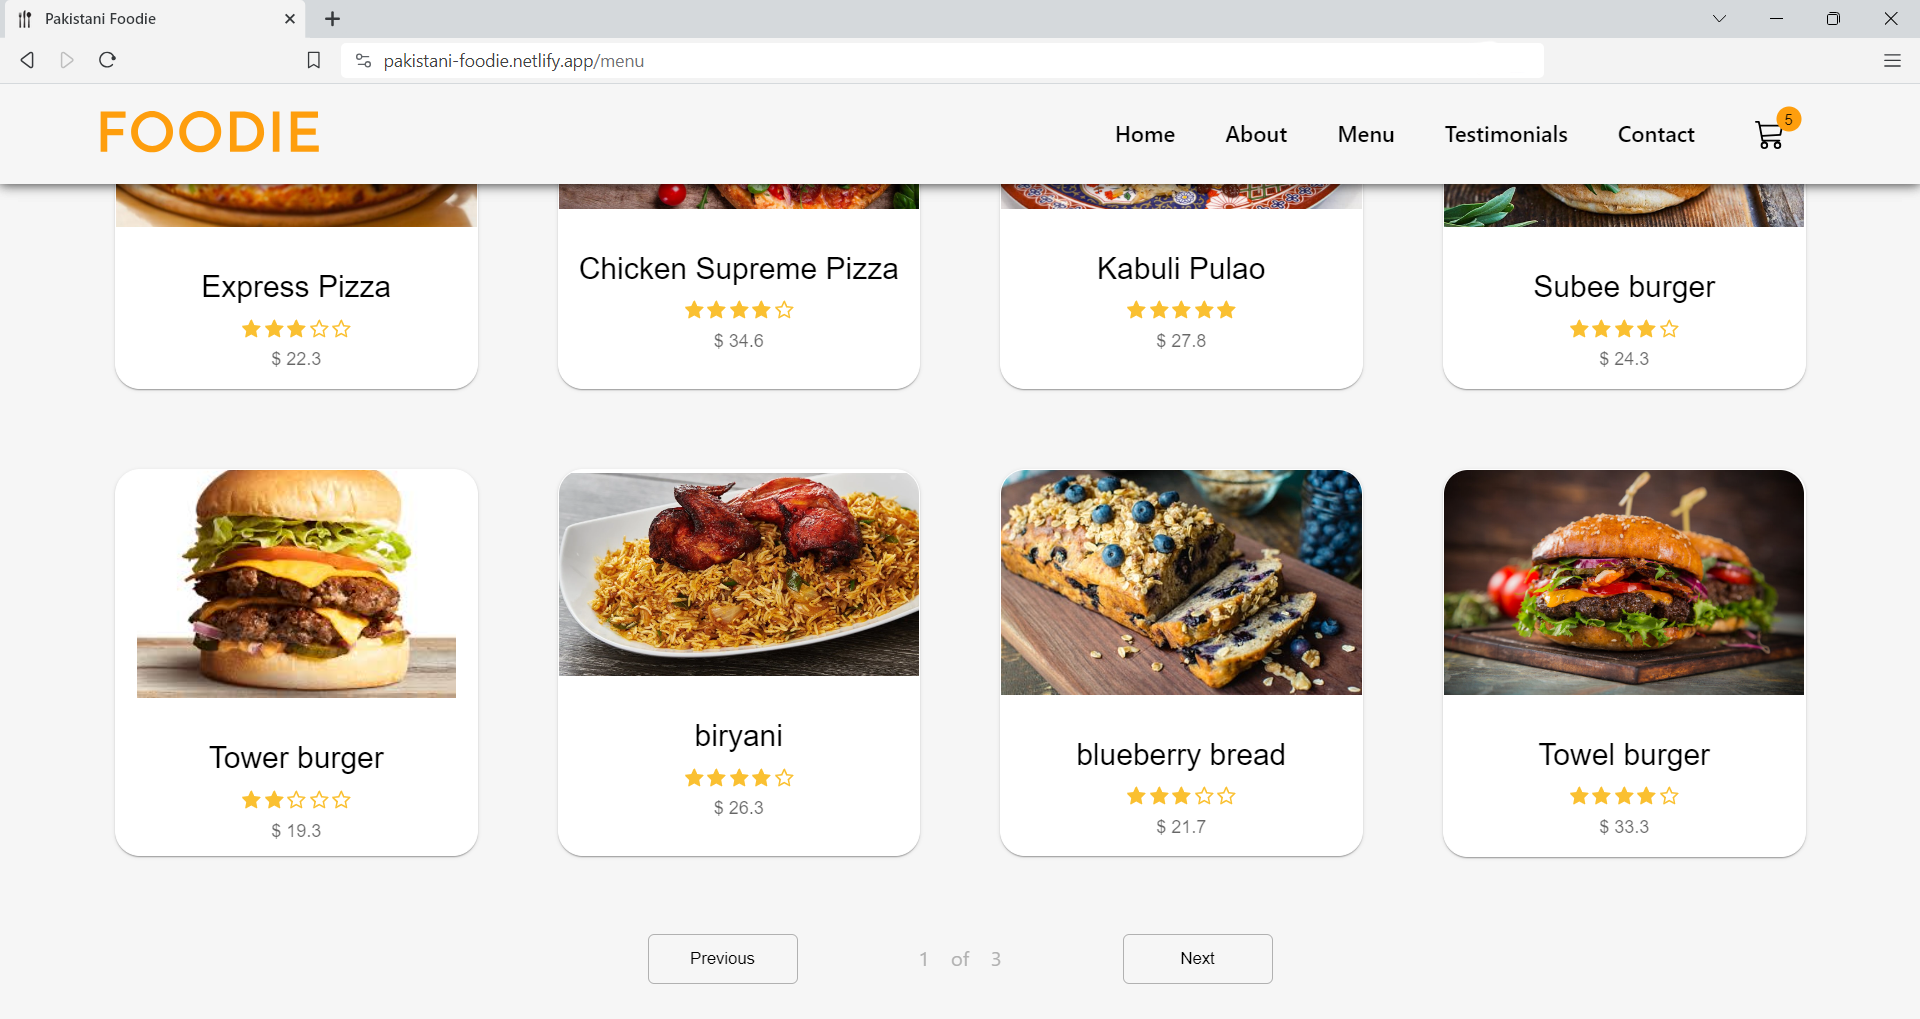 Pakistani Foodie
pakistani-foodie.netlify.app/menu
FOODIE
Home
About
Menu
Testimonials
Contact
5
Express Pizza
$ 22.3
Chicken Supreme Pizza
$ 34.6
Kabuli Pulao
$ 27.8
Subee burger
$ 24.3
Tower burger
$ 19.3
biryani
$ 26.3
blueberry bread
$ 21.7
Towel burger
$ 33.3
Previous
1 of 3
Next